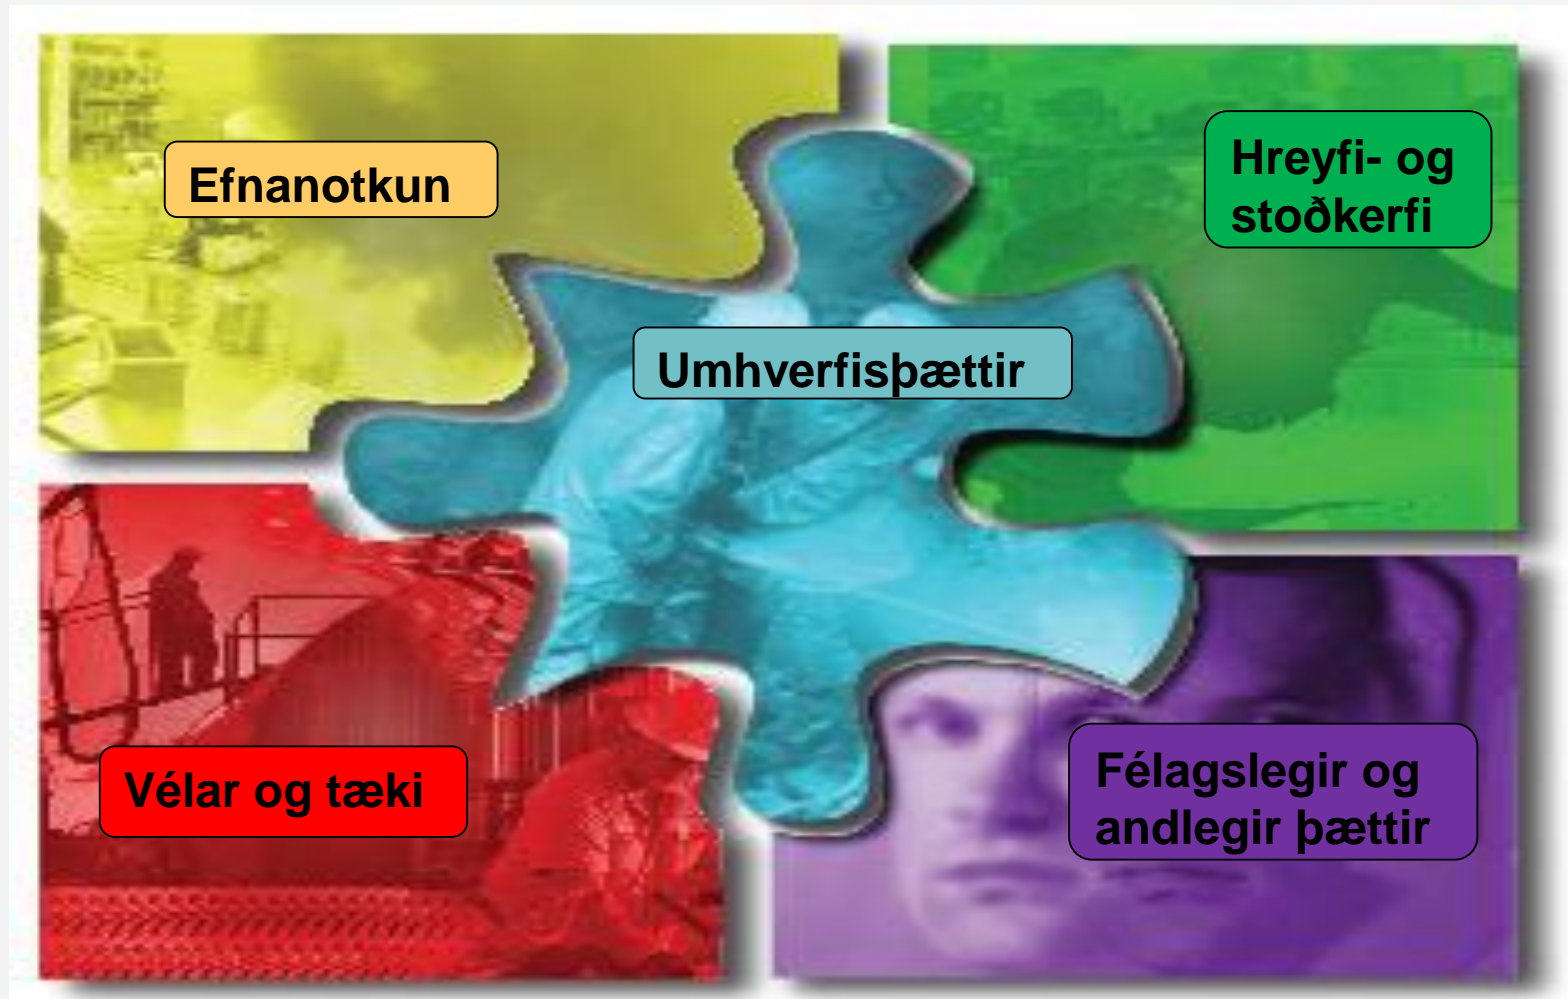 Efnanotkun
Hreyfi- og
stoðkerfi
Umhverfisþættir
Vélar og tæki
Félagslegir og
andlegir þættir